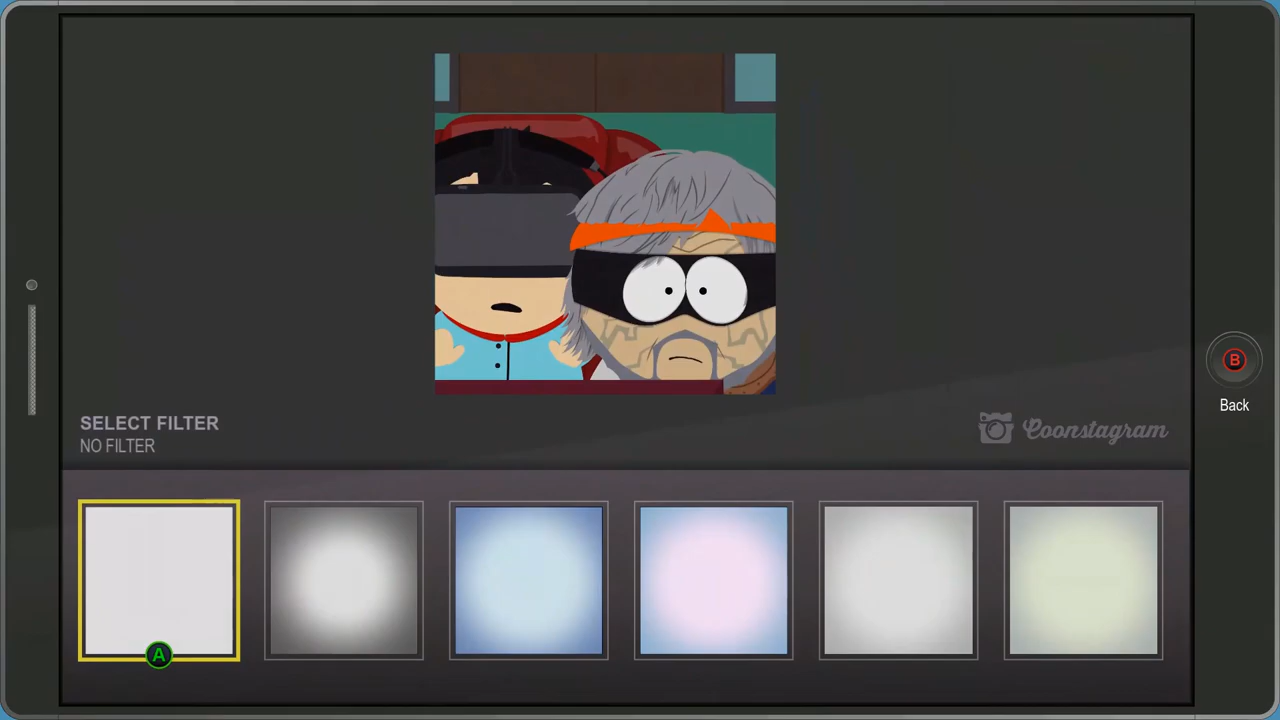 SELECT FILTER
NO FILTER
Coonstagram
B
Back
A